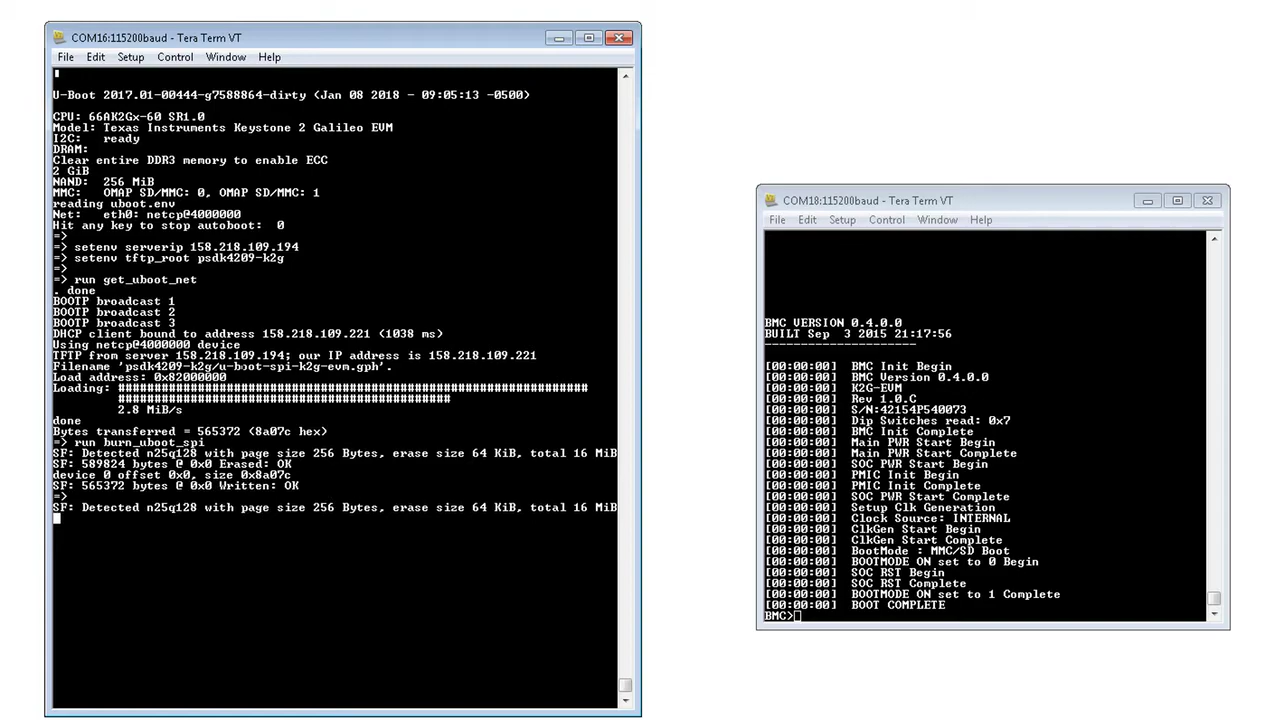 COM16:115200baud - Tera Term VT
File Edit Setup Control Window Help
U-Boot 2017.01-00444-g7588864-dirty (Jan 08 2018 - 09:05:13 -0500)
CPU: 66AK2Gx-60 SR1.0
Model: Texas Instruments Keystone 2 Galileo EVM
I2C:   ready
DRAM:
Clear entire DDR3 memory to enable ECC
2 GiB
NAND:  256 MiB
MMC:   OMAP SD/MMC: 0, OMAP SD/MMC: 1
reading uboot.env
Net:   eth0: netcp@4000000
Hit any key to stop autoboot:  0
=>
=> setenv serverip 158.218.109.194
=> setenv tftp_root psdk4209-k2g
=>
=> run get_uboot_net
. done
BOOTP broadcast 1
BOOTP broadcast 2
BOOTP broadcast 3
DHCP client bound to address 158.218.109.221 (1038 ms)
Using netcp@4000000 device
TFTP from server 158.218.109.194; our IP address is 158.218.109.221
Filename 'psdk4209-k2g/u-boot-spi-k2g-evm.gph'.
Load address: 0x82000000
Loading: #################################################################
##############################################
2.8 MiB/s
done
Bytes transferred = 565372 (8a07c hex)
=> run burn_uboot_spi
SF: Detected n25q128 with page size 256 Bytes, erase size 64 KiB, total 16 MiB
SF: 589824 bytes @ 0x0 Erased: OK
device 0 offset 0x0, size 0x8a07c
SF: 565372 bytes @ 0x0 Written: OK
=>
SF: Detected n25q128 with page size 256 Bytes, erase size 64 KiB, total 16 MiB
COM18:115200baud - Tera Term VT
File Edit Setup Control Window Help
BMC VERSION 0.4.0.0
BUILT Sep  3 2015 21:17:56
---------------------
[00:00:00]  BMC Init Begin
[00:00:00]  BMC Version 0.4.0.0
[00:00:00]  K2G-EVM
[00:00:00]  Rev 1.0.C
[00:00:00]  S/N:42154P540073
[00:00:00]  Dip Switches read: 0x7
[00:00:00]  BMC Init Complete
[00:00:00]  Main PWR Start Begin
[00:00:00]  Main PWR Start Complete
[00:00:00]  SOC PWR Start Begin
[00:00:00]  PMIC Init Begin
[00:00:00]  PMIC Init Complete
[00:00:00]  SOC PWR Start Complete
[00:00:00]  Setup Clk Generation
[00:00:00]  Clock Source: INTERNAL
[00:00:00]  ClkGen Start Begin
[00:00:00]  ClkGen Start Complete
[00:00:00]  BootMode : MMC/SD Boot
[00:00:00]  BOOTMODE ON set to 0 Begin
[00:00:00]  SOC RST Begin
[00:00:00]  SOC RST Complete
[00:00:00]  BOOTMODE ON set to 1 Complete
[00:00:00]  BOOT COMPLETE
BMC>